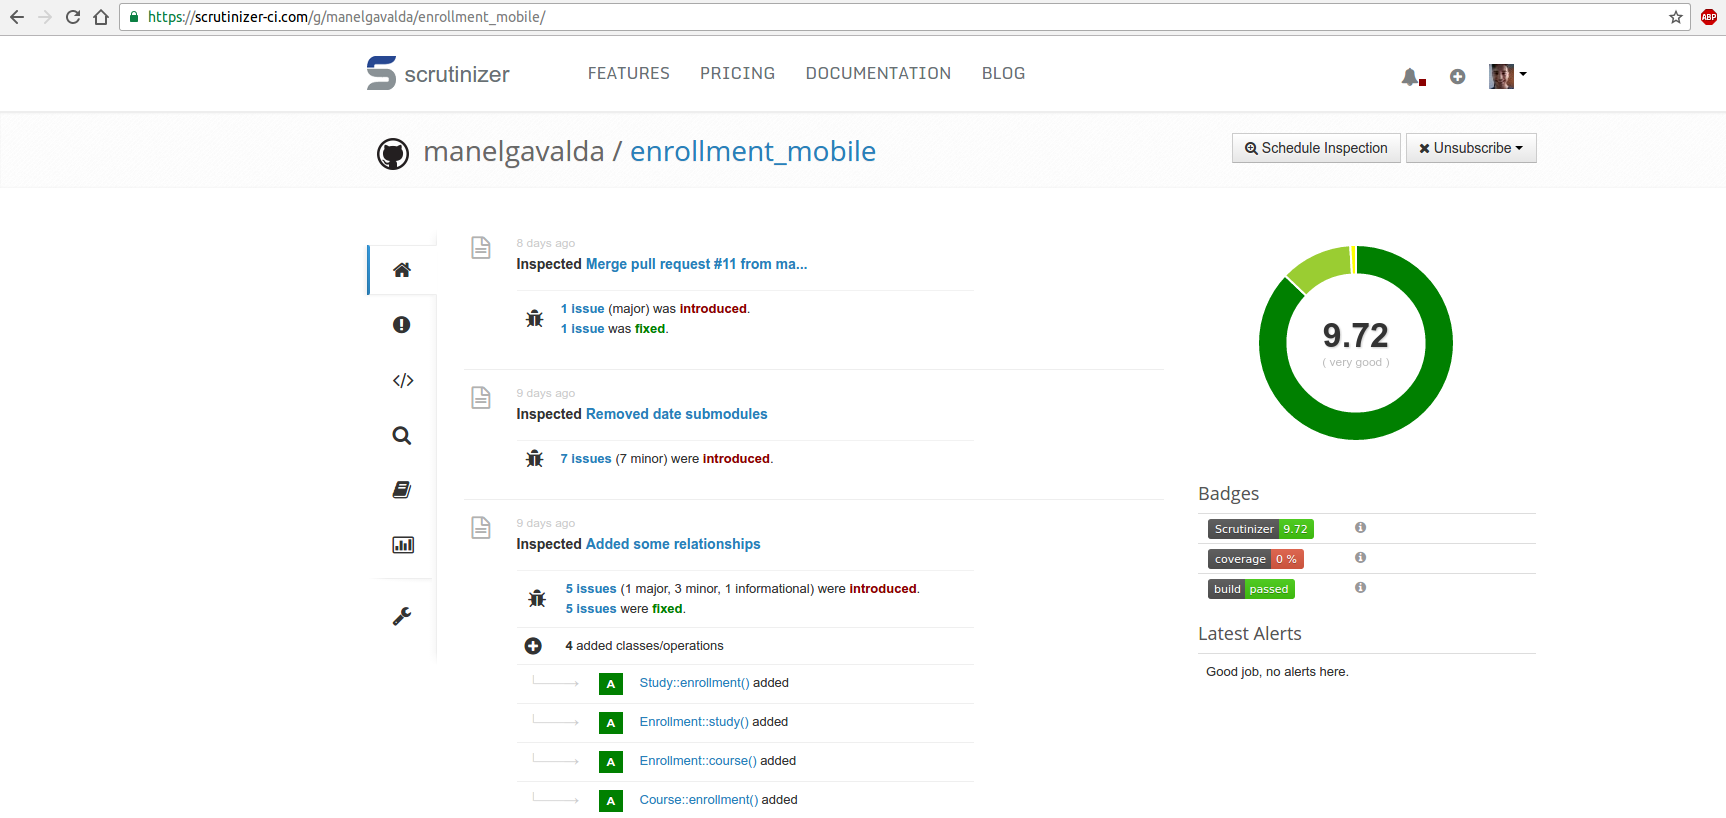 https://scrutinizer-ci.com/g/manelgavalda/enrollment_mobile/
ABP
scrutinizer
FEATURES PRICING DOCUMENTATION BLOG
manelgavalda / enrollment_mobile
Schedule Inspection
Unsubscribe
8 days ago
Inspected Merge pull request #11 from ma...
1 issue (major) was introduced.
1 issue was fixed.
9 days ago
Inspected Removed date submodules
7 issues (7 minor) were introduced.
9 days ago
Inspected Added some relationships
5 issues (1 major, 3 minor, 1 informational) were introduced.
5 issues were fixed.
4 added classes/operations
A Study::enrollment() added
A Enrollment::study() added
A Enrollment::course() added
A Course::enrollment() added
9.72
( very good )
Badges
Scrutinizer 9.72
coverage 0 %
build passed
Latest Alerts
Good job, no alerts here.